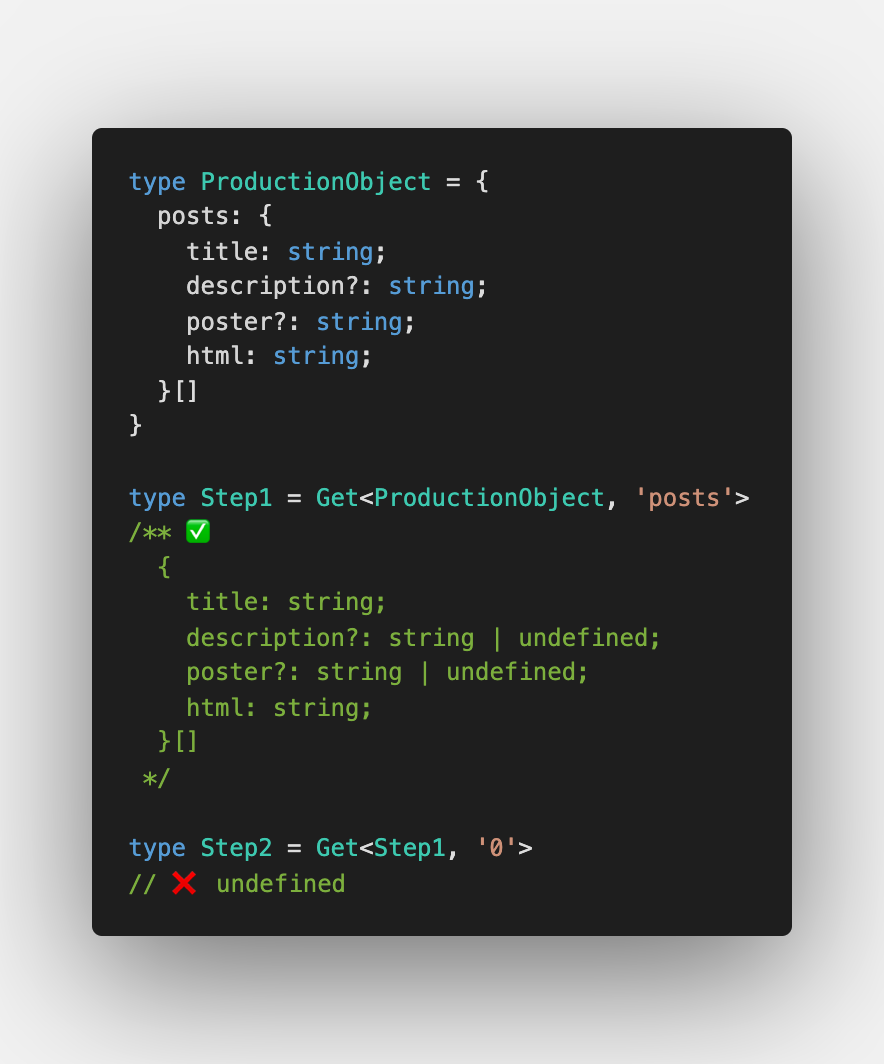 type ProductionObject = {
  posts: {
    title: string;
    description?: string;
    poster?: string;
    html: string;
  }[]
}

type Step1 = Get<ProductionObject, 'posts'>
/** ✅
  {
    title: string;
    description?: string | undefined;
    poster?: string | undefined;
    html: string;
  }[]
 */

type Step2 = Get<Step1, '0'>
// ❌ undefined